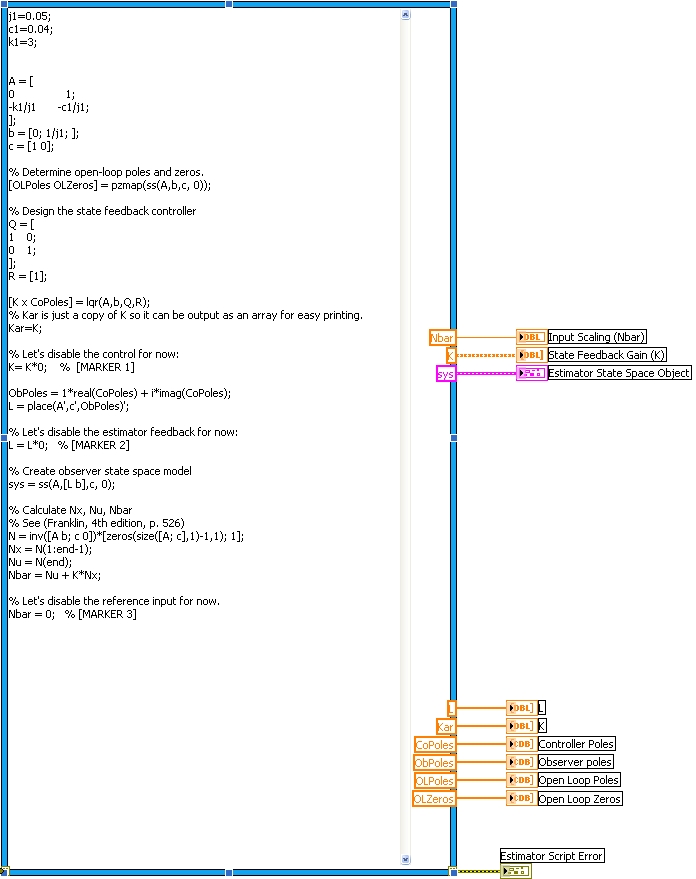 j1=0.05;
c1=0.04;
k1=3;
A = [
0 1;
-k1/j1 -c1/j1;
];
b = [0; 1/j1; ];
c = [1 0];
% Determine open-loop poles and zeros.
[OLPoles OLZeros] = pzmap(ss(A,b,c, 0));
% Design the state feedback controller
Q = [
1 0;
0 1;
];
R = [1];
[K x CoPoles] = lqr(A,b,Q,R);
% Kar is just a copy of K so it can be output as an array for easy printing.
Kar=K;
% Let's disable the control for now:
K= K*0; % [MARKER 1]
ObPoles = 1*real(CoPoles) + i*imag(CoPoles);
L = place(A',c',ObPoles)';
% Let's disable the estimator feedback for now:
L = L*0; % [MARKER 2]
% Create observer state space model
sys = ss(A,[L b],c, 0);
% Calculate Nx, Nu, Nbar
% See (Franklin, 4th edition, p. 526)
N = inv([A b; c 0])*[zeros(size([A; c],1)-1,1); 1];
Nx = N(1:end-1);
Nu = N(end);
Nbar = Nu + K*Nx;
% Let's disable the reference input for now.
Nbar = 0; % [MARKER 3]
Nbar DBL Input Scaling (Nbar)
K DBL] State Feedback Gain (K)
sys Estimator State Space Object
L DBL] L
Kar DBL] K
CoPoles CDB] Controller Poles
ObPoles CDB] Observer poles
OLPoles CDB] Open Loop Poles
OLZeros CDB] Open Loop Zeros
Estimator Script Error